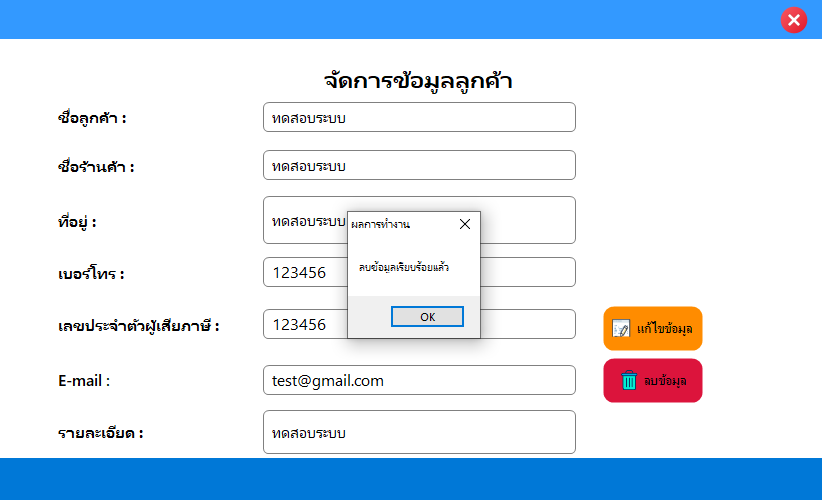 จัดการข้อมูลลูกค้า
ชื่อลูกค้า : ทดสอบระบบ
ชื่อร้านค้า : ทดสอบระบบ
ที่อยู่ : ทดสอบระบบ
ผลการทำงาน
ลบข้อมูลเรียบร้อยแล้ว
OK
เบอร์โทร : 123456
เลขประจำตัวผู้เสียภาษี : 123456
แก้ไขข้อมูล
E-mail : test@gmail.com
ลบข้อมูล
รายละเอียด : ทดสอบระบบ